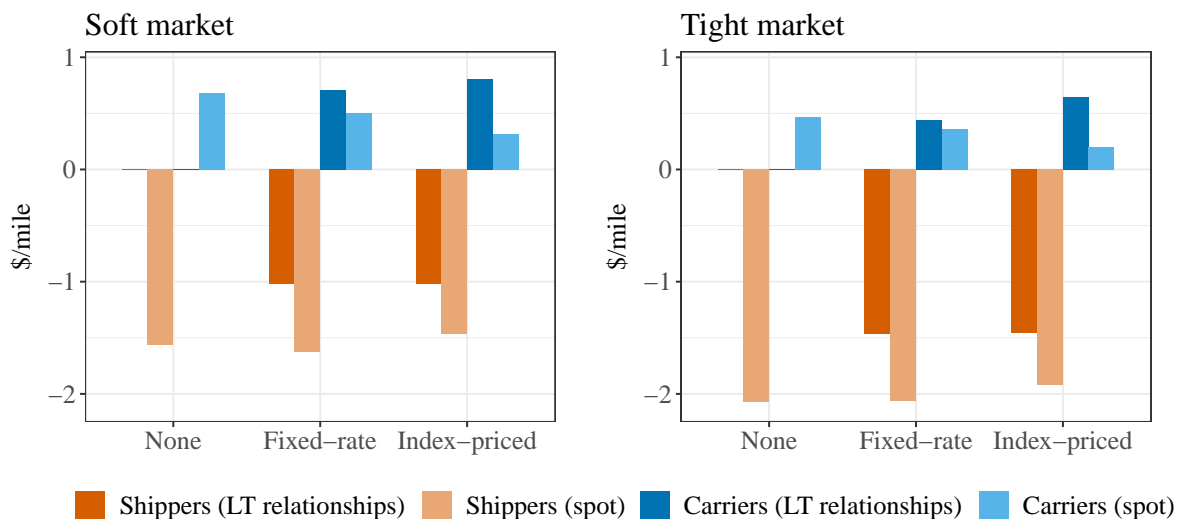 Soft market
$/mile
1
0
−1
−2
None Fixed−rate Index−priced
Tight market
$/mile
1
0
−1
−2
None Fixed−rate Index−priced
Shippers (LT relationships) Shippers (spot) Carriers (LT relationships) Carriers (spot)